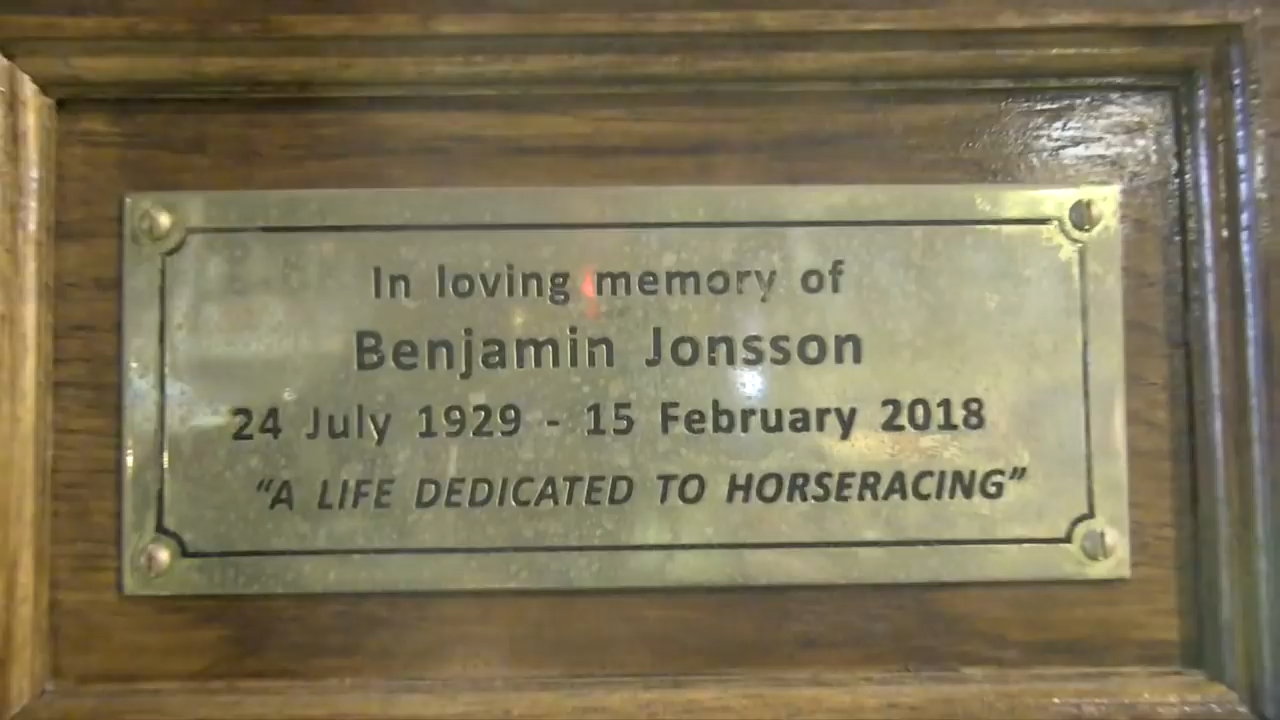 In loving memory of
Benjamin Jonsson
24 July 1929 - 15 February 2018
“A LIFE DEDICATED TO HORSERACING”